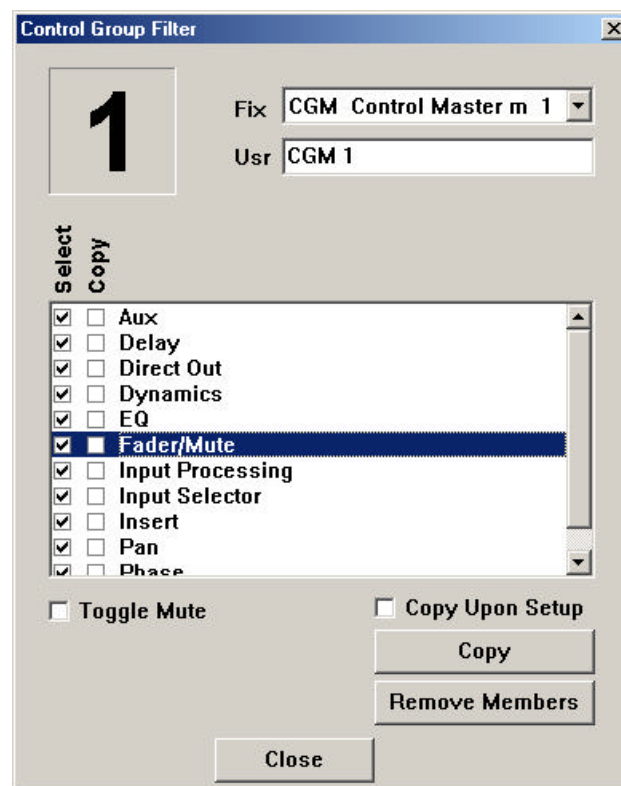 Control Group Filter
1
Fix CGM Control Master m 1
Usr CGM 1
Select
Copy
Aux
Delay
Direct Out
Dynamics
EQ
Fader/Mute
Input Processing
Input Selector
Insert
Pan
Phase
Toggle Mute
Copy Upon Setup
Copy
Remove Members
Close